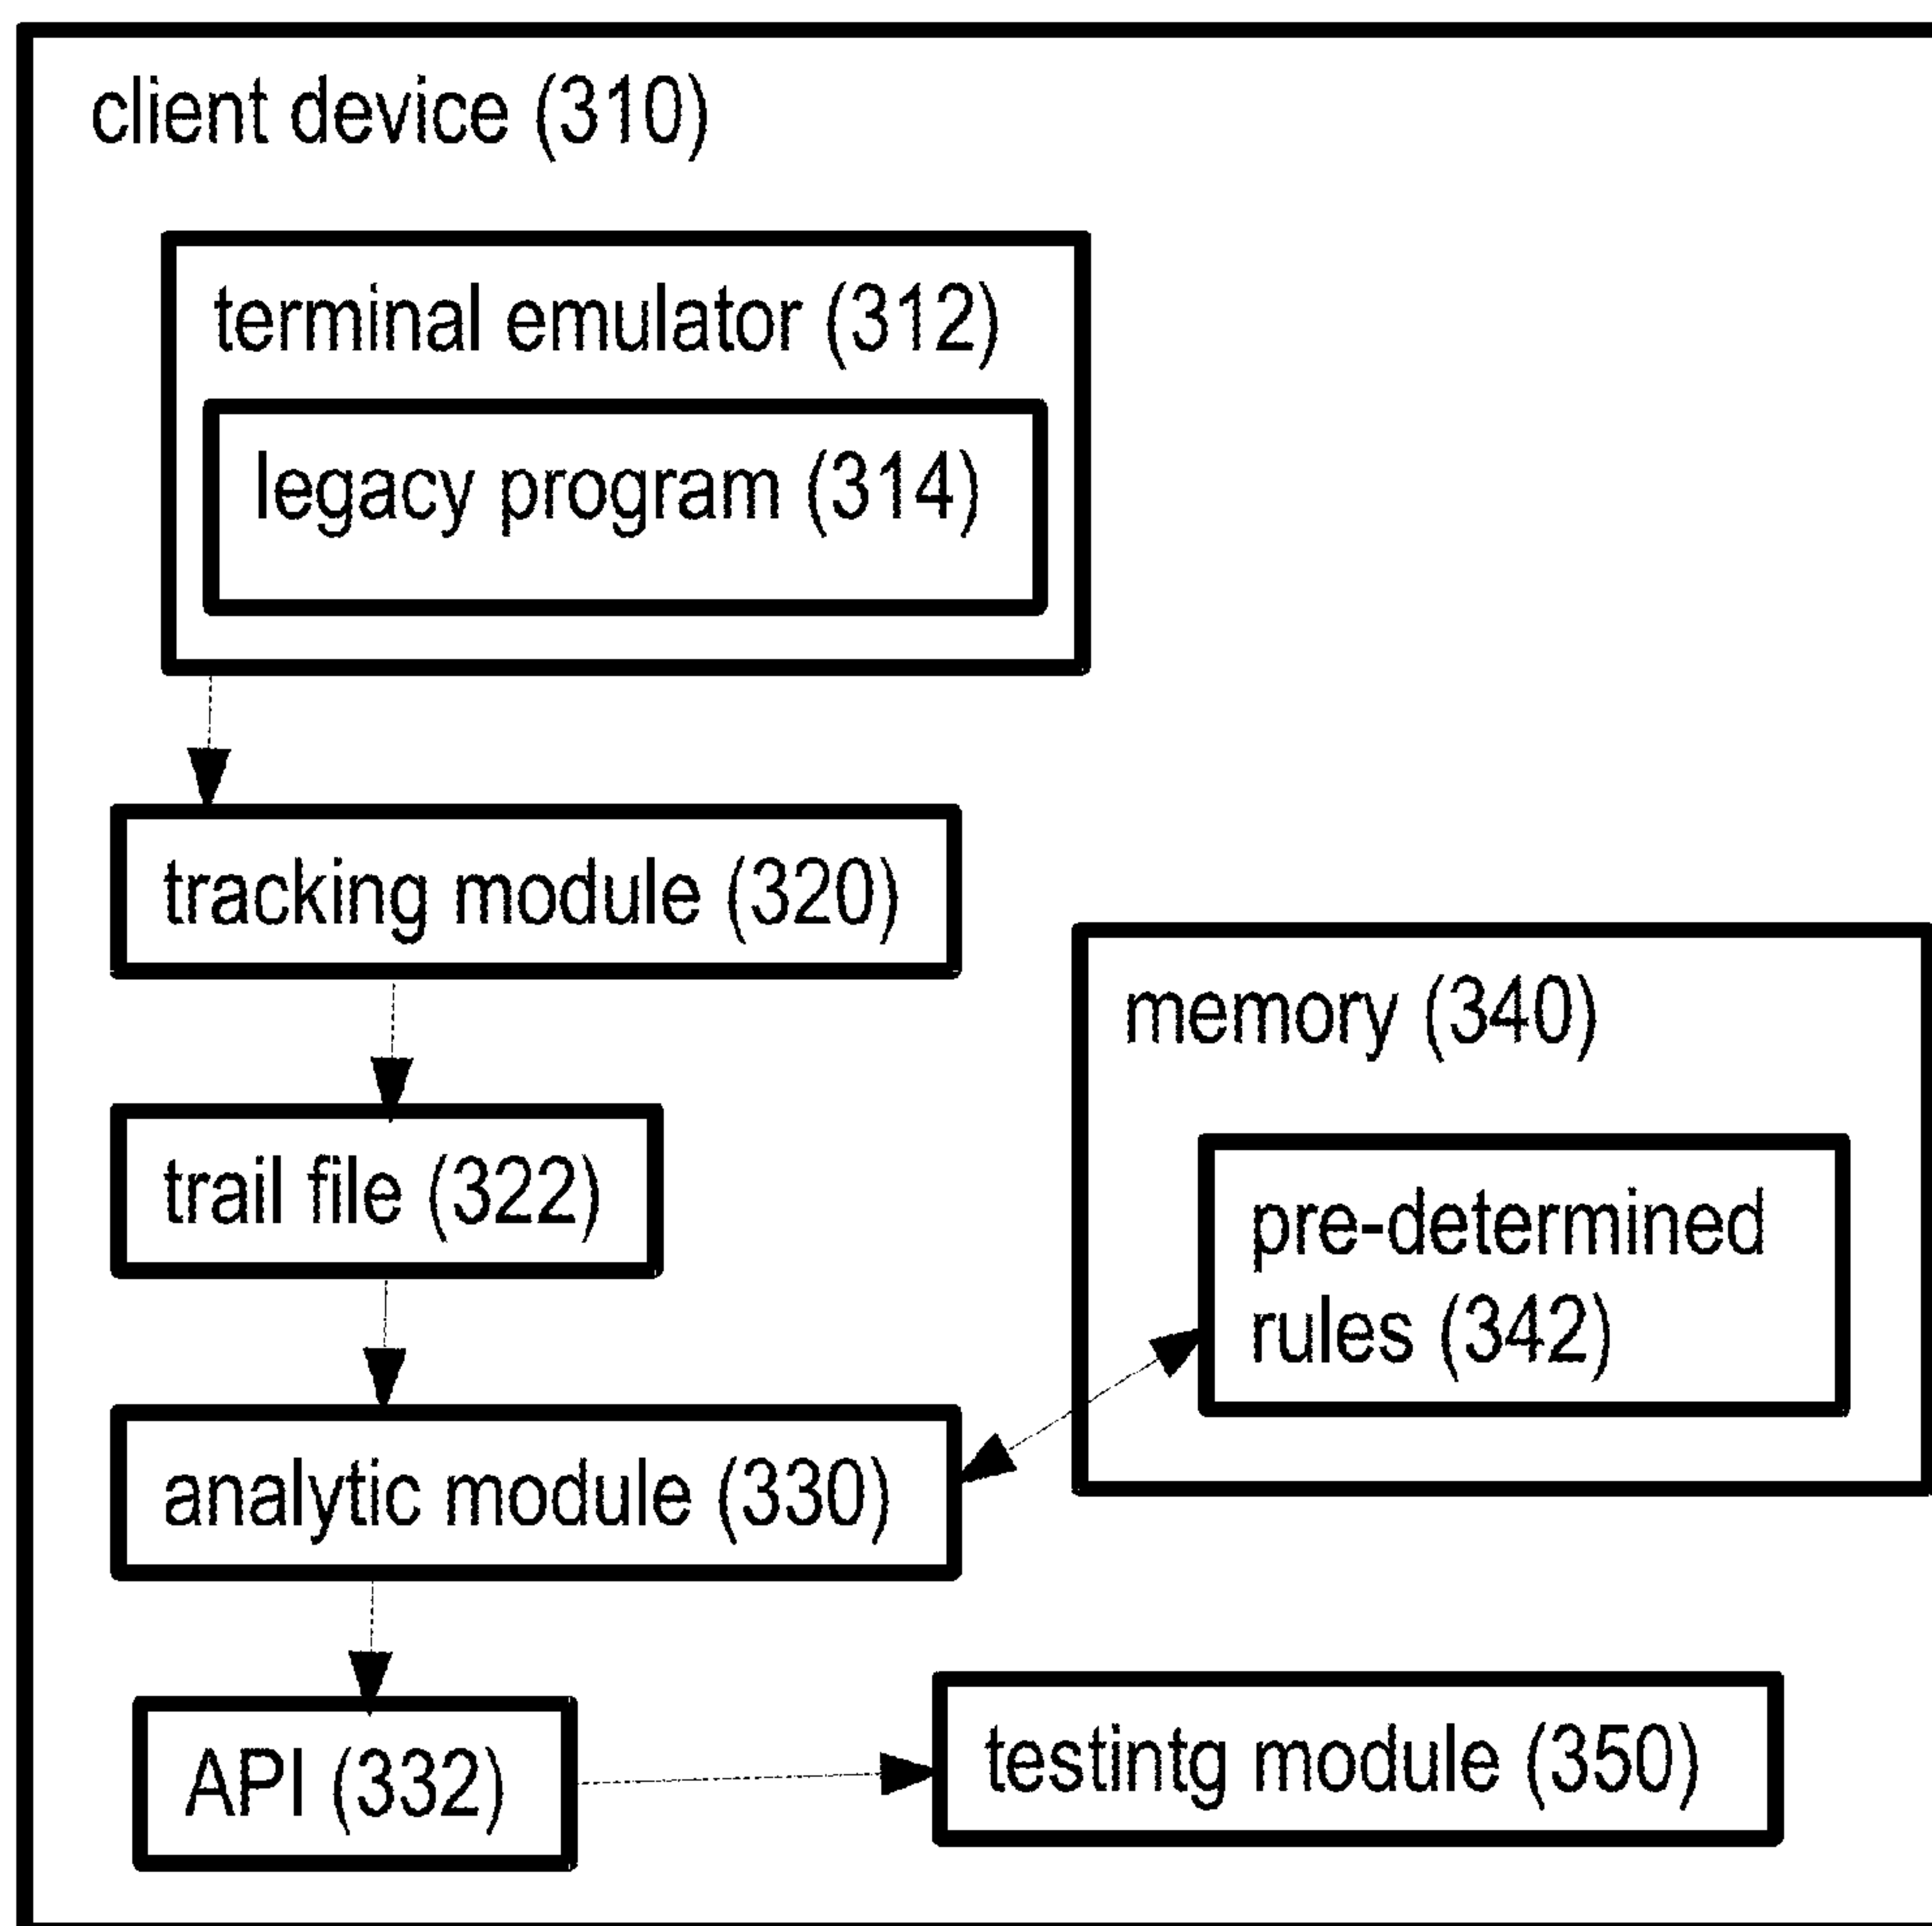 client device (310)
terminal emulator (312)
legacy program (314)
tracking module (320)
memory (340)
trail file (322)
pre-determined
rules (342)
analytic module (330)
API (332)
testintg module (350)